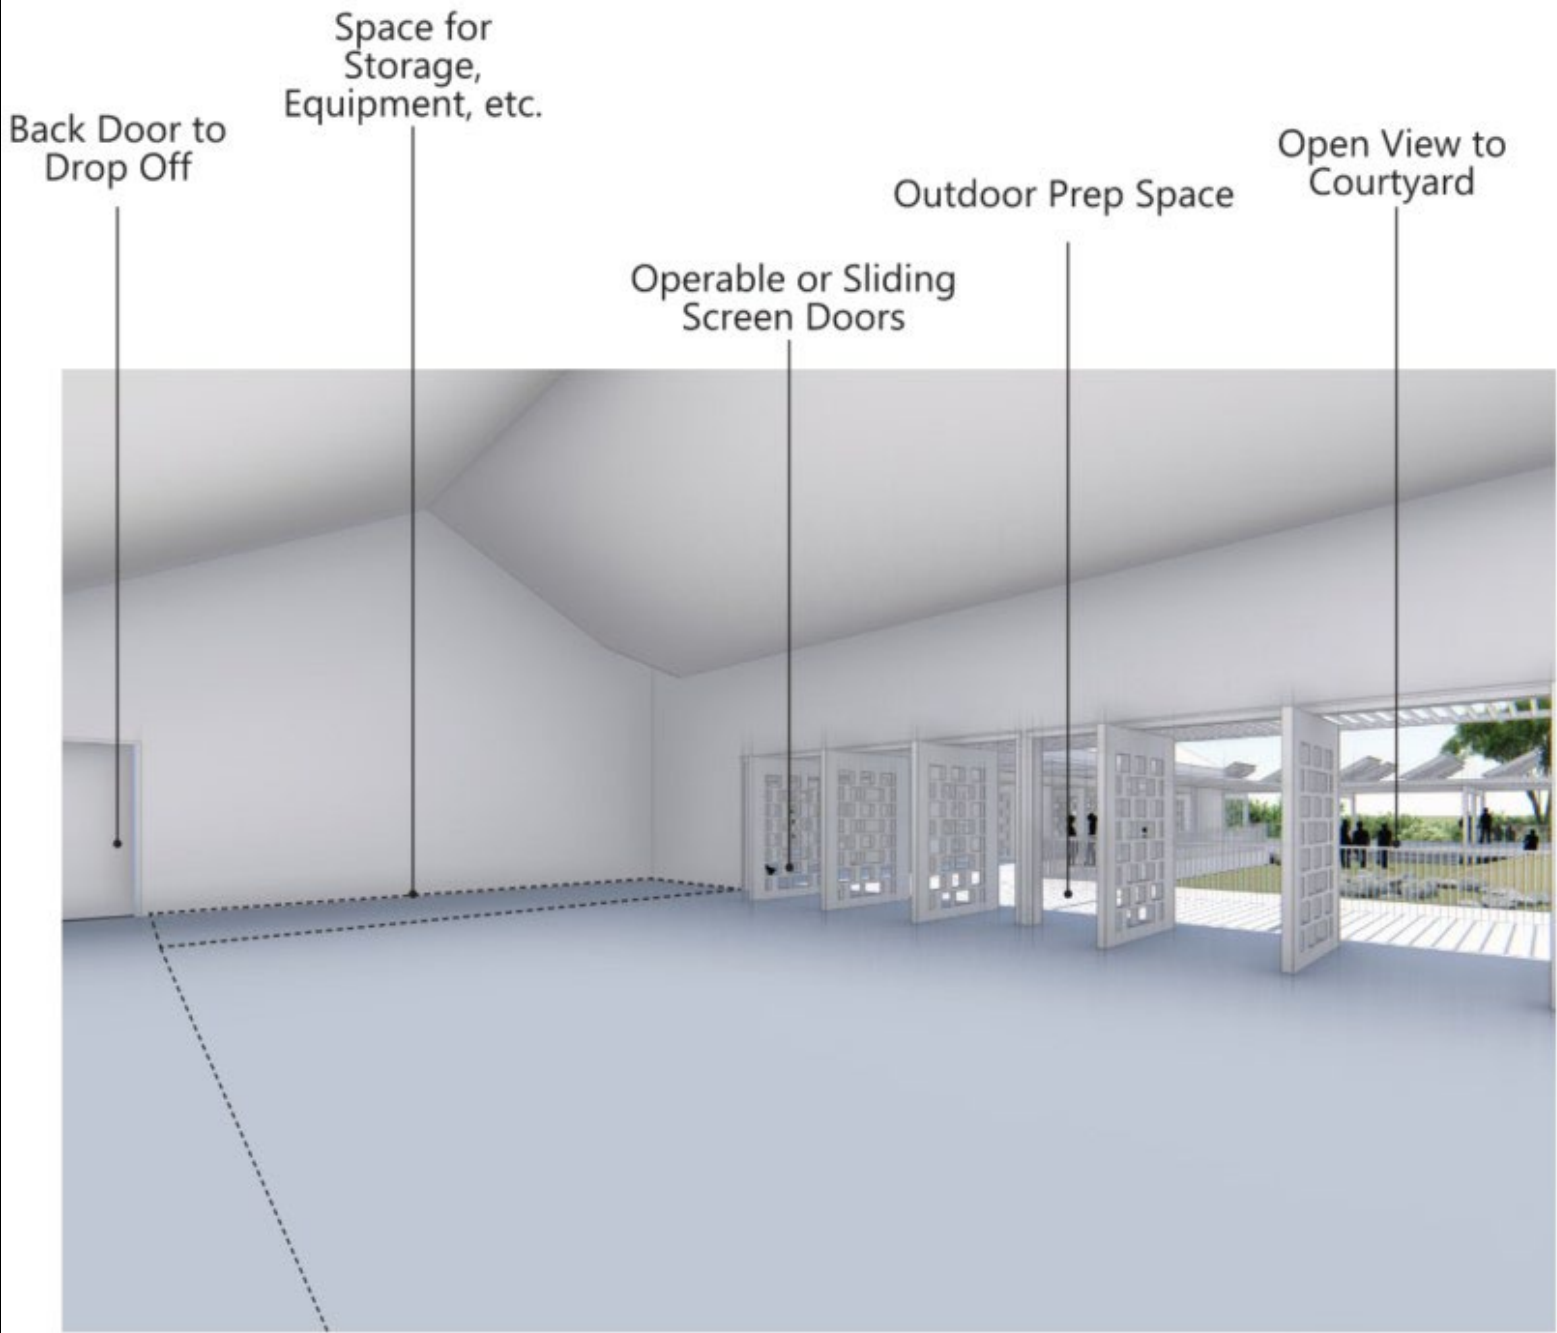 Space for
Storage,
Equipment, etc.
Back Door to
Drop Off
Open View to
Courtyard
Outdoor Prep Space
Operable or Sliding
Screen Doors